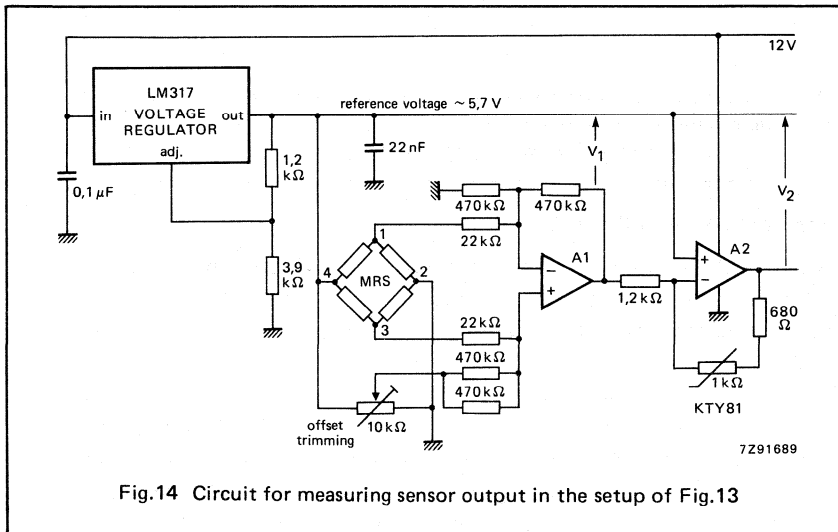 12V
LM317
VOLTAGE
REGULATOR
in
out
adj.
reference voltage ~ 5,7 V
0,1 μF
1,2
kΩ
22 nF
V1
V2
470 kΩ
470 kΩ
22 kΩ
1
A1
A2
3,9
kΩ
4
MRS
2
3
−
+
+
−
1,2 kΩ
680
Ω
22 kΩ
470 kΩ
470 kΩ
1 kΩ
KTY81
offset
trimming
10 kΩ
7Z91689
Fig.14 Circuit for measuring sensor output in the setup of Fig.13